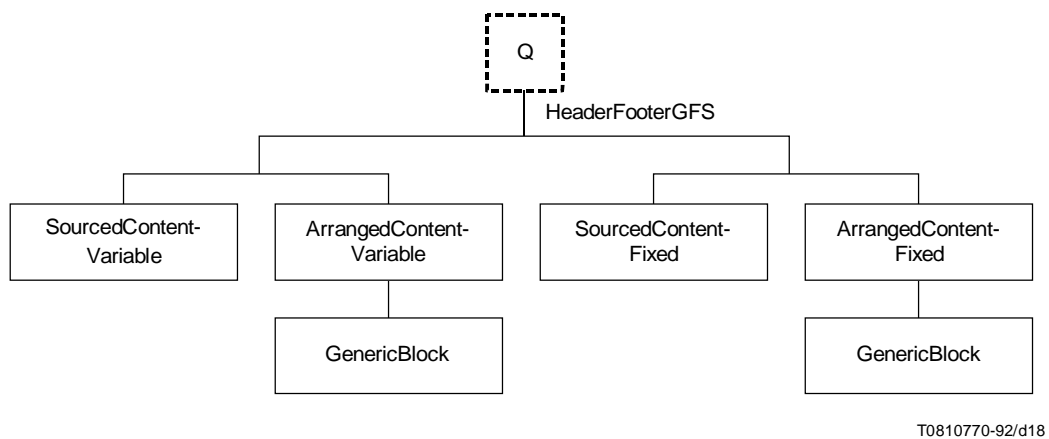 Q
HeaderFooterGFS
SourcedContent-
Variable
ArrangedContent-
Variable
SourcedContent-
Fixed
ArrangedContent-
Fixed
GenericBlock
GenericBlock
T0810770-92/d18